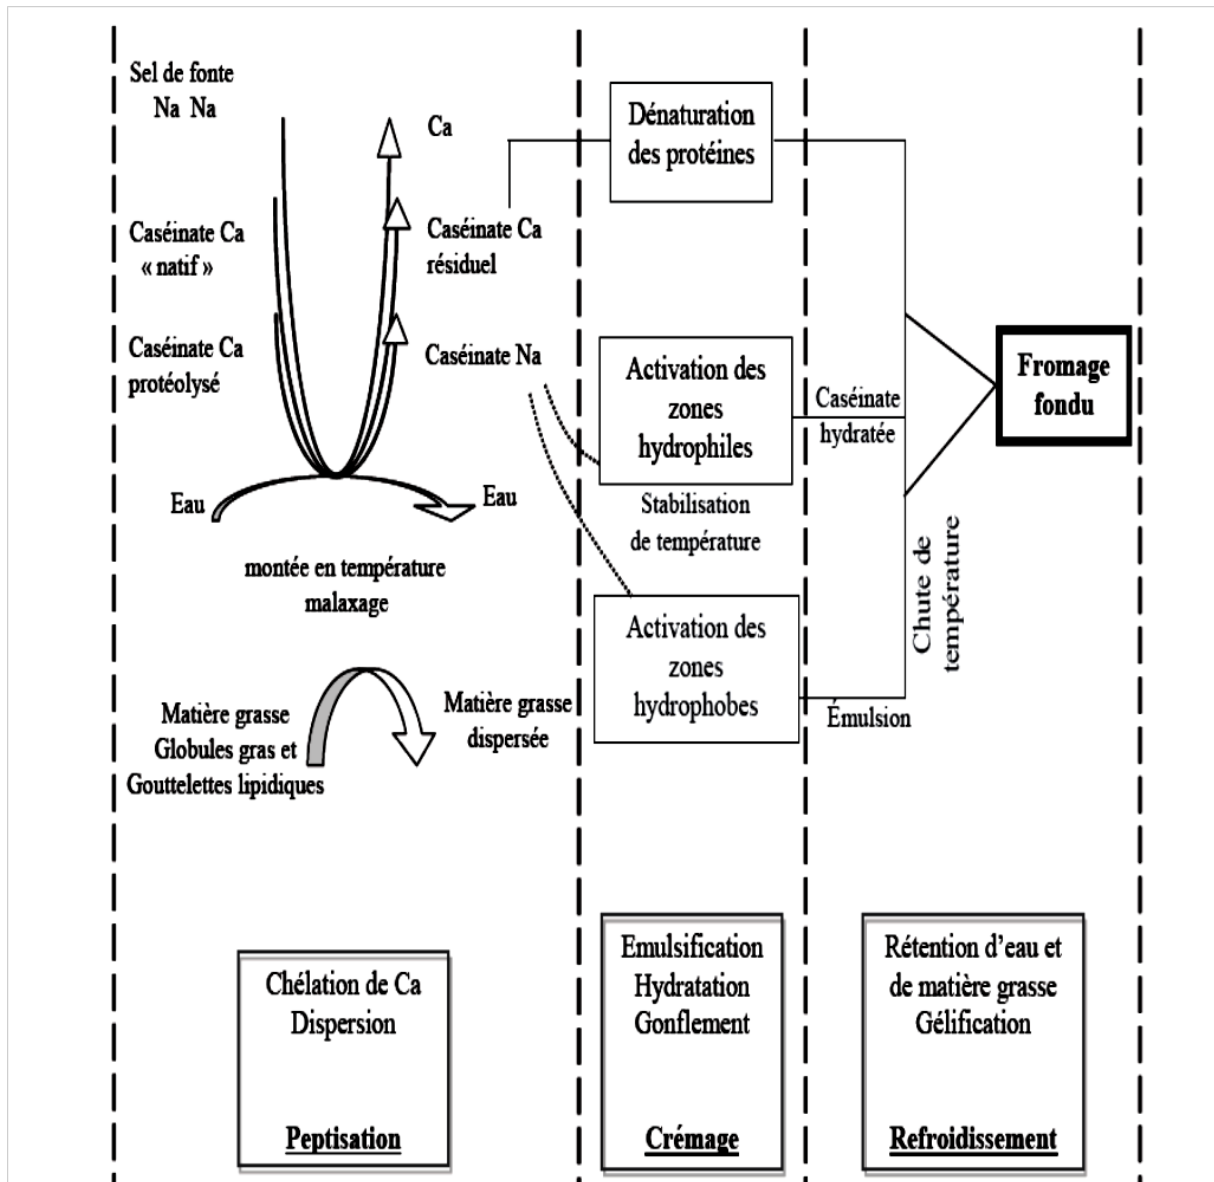 Sel de fonte
Na Na
Ca
Caséinate Ca
« natif »
Caséinate Ca
résiduel
Caséinate Ca
protéolysé
Caséinate Na
Eau
Eau
montée en température
malaxage
Matière grasse
Globules gras et
Gouttelettes lipidiques
Matière grasse
dispersée
Dénaturation
des protéines
Activation des
zones
hydrophiles
Stabilisation
de température
Activation des
zones
hydrophobes
Caséinate
hydratée
Émulsion
Chute de
température
Fromage
fondu
Chélation de Ca
Dispersion
Peptisation
Emulsification
Hydratation
Gonflement
Crémage
Rétention d’eau et
de matière grasse
Gélification
Refroidissement